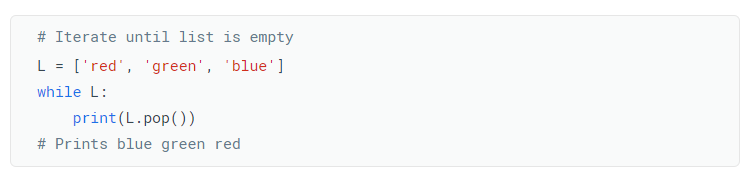 # Iterate until list is empty
L = ['red', 'green', 'blue']
while L:
    print(L.pop())
# Prints blue green red